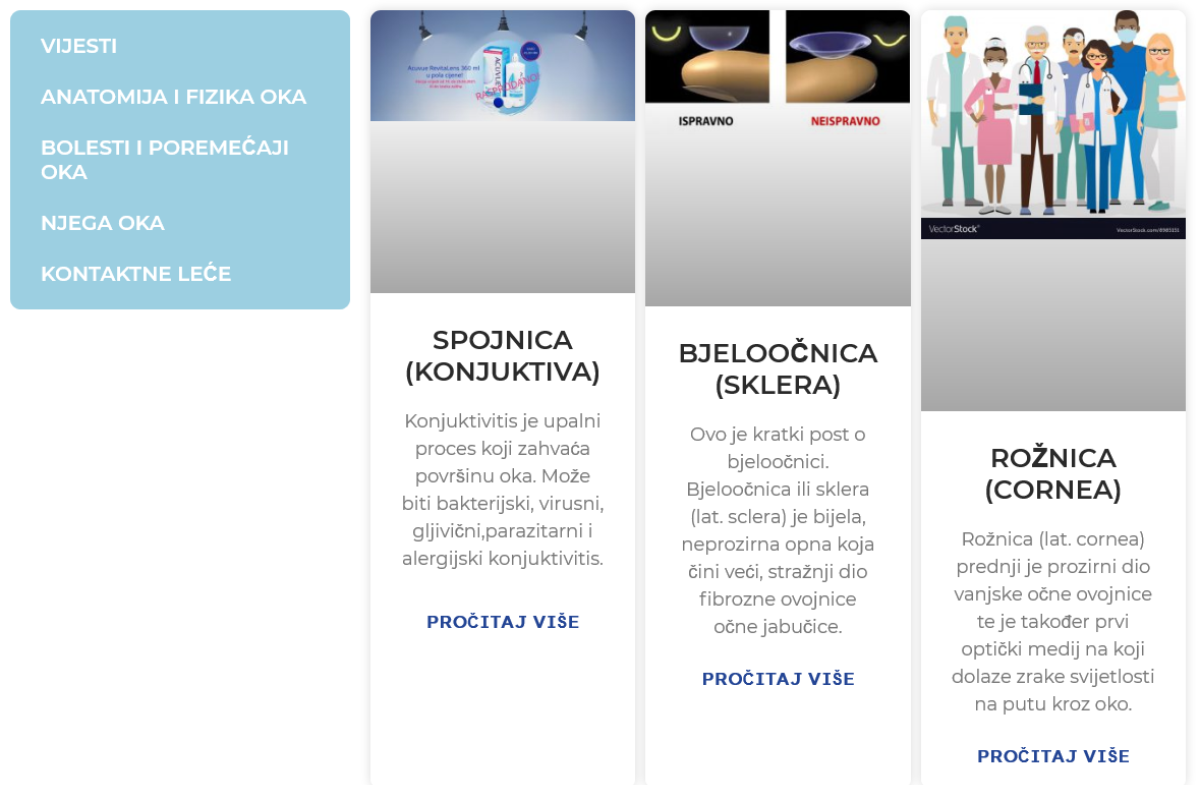 VIJESTI
ANATOMIJA I FIZIKA OKA
BOLESTI I POREMEĆAJI
OKA
NJEGA OKA
KONTAKTNE LEĆE
Acuvue RevitaLens 360 ml
u pola cijene!
RASPRODANO!
ACUVUE
SPOJNICA
(KONJUKTIVA)
Konjuktivitis je upalni
proces koji zahvaća
površinu oka. Može
biti bakterijski, virusni,
gljivični,parazitarni i
alergijski konjuktivitis.
PROČITAJ VIŠE
ISPRAVNO
NEISPRAVNO
BJELOOČNICA
(SKLERA)
Ovo je kratki post o
bjeloočnici.
Bjeloočnica ili sklera
(lat. sclera) je bijela,
neprozirna opna koja
čini veći, stražnji dio
fibrozne ovojnice
očne jabučice.
PROČITAJ VIŠE
VectorStock®
ROŽNICA
(CORNEA)
Rožnica (lat. cornea)
prednji je prozirni dio
vanjske očne ovojnice
te je također prvi
optički medij na koji
dolaze zrake svijetlosti
na putu kroz oko.
PROČITAJ VIŠE